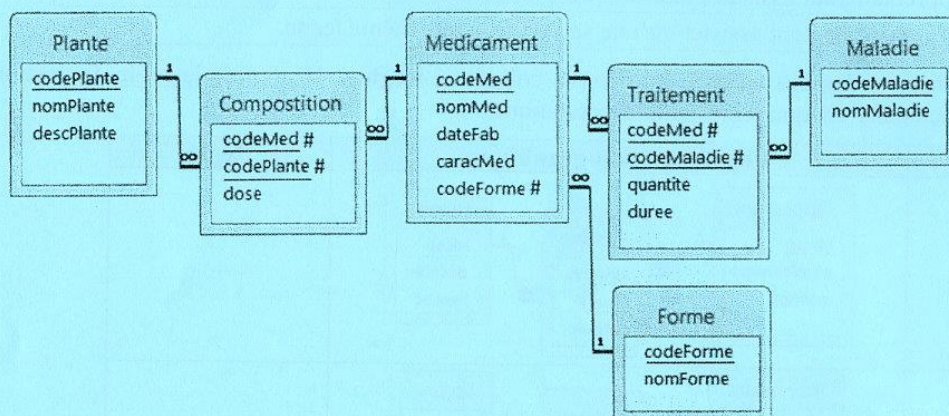 Plante
codePlante
nomPlante
descPlante
1
∞
Compostition
codeMed #
codePlante #
dose
1
∞
Medicament
codeMed
nomMed
dateFab
caracMed
codeForme #
1
∞
∞
Traitement
codeMed #
codeMaladie #
quantite
duree
1
∞
Maladie
codeMaladie
nomMaladie
1
Forme
codeForme
nomForme